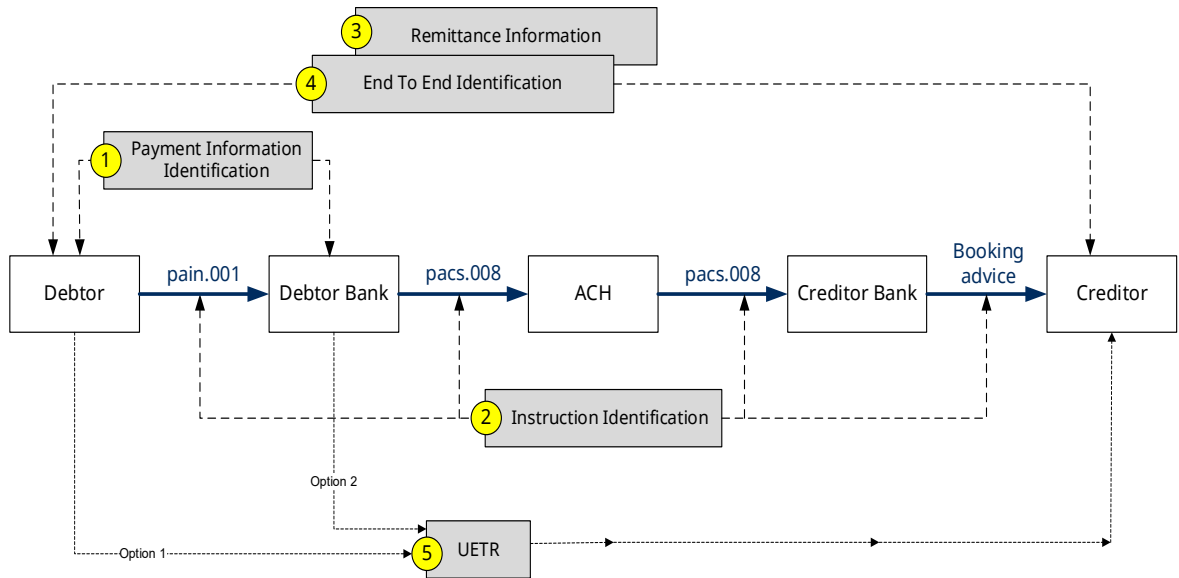 3
Remittance Information
4
End To End Identification
1
Payment Information
Identification
Debtor
pain.001
Debtor Bank
pacs.008
ACH
pacs.008
Creditor Bank
Booking
advice
Creditor
2
Instruction Identification
Option 2
Option 1
5
UETR